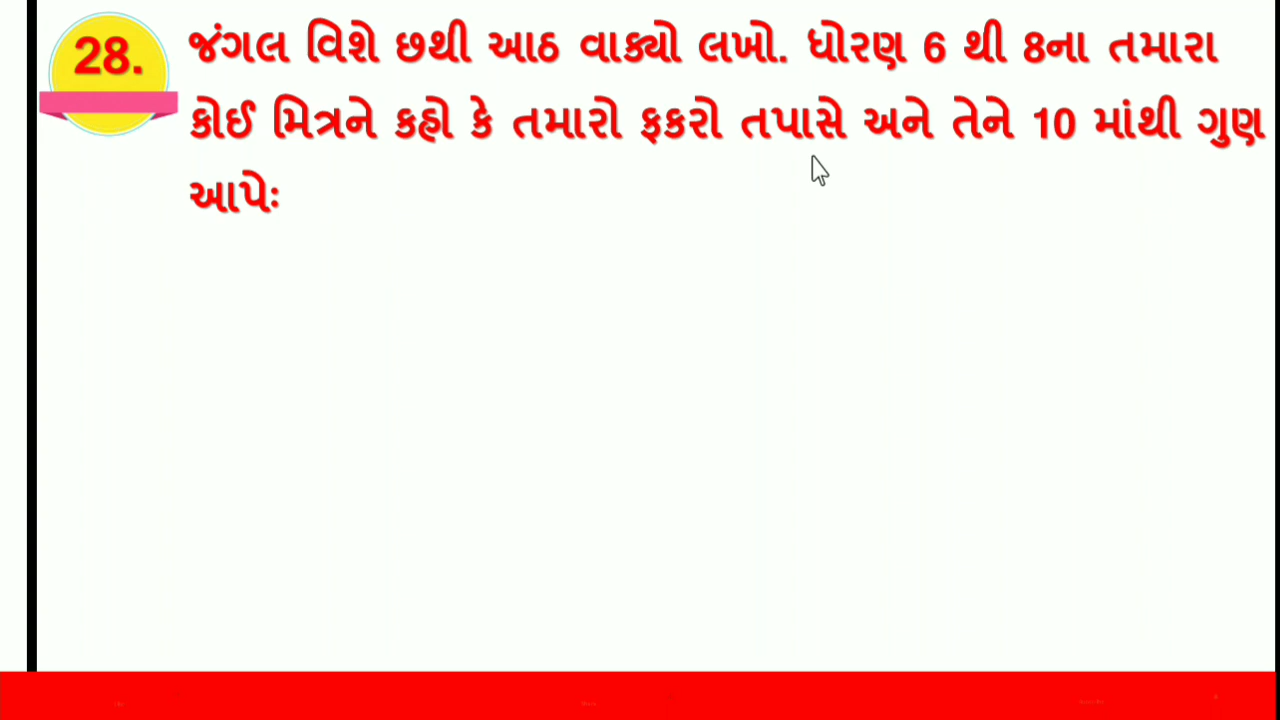 28. જંગલ વિશે છથી આઠ વાક્યો લખો. ધોરણ 6 થી 8ના તમારા
કોઈ મિત્રને કહો કે તમારો ફકરો તપાસે અને તેને 10 માંથી ગુણ
આપેઃ